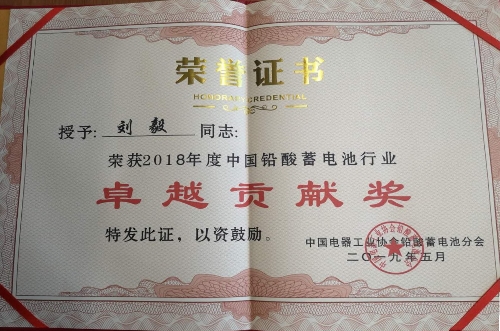 荣誉证书
HONORARY CREDENTIAL
授予: 刘毅 同志:
荣获2018年度中国铅酸蓄电池行业
卓越贡献奖
特发此证，以资鼓励。
中国电器工业协会铅酸蓄电池分会
二〇一九年五月